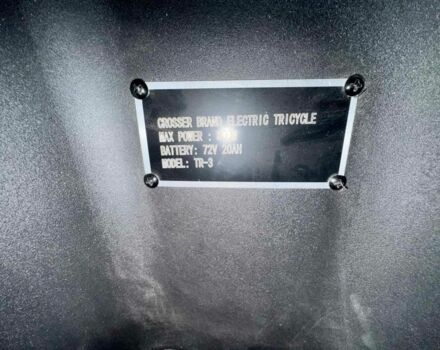 CROSSER BRAND ELECTRIC TRICYCLE
MAX POWER :
BATTERY: 72V 20AH
MODEL: TR-3